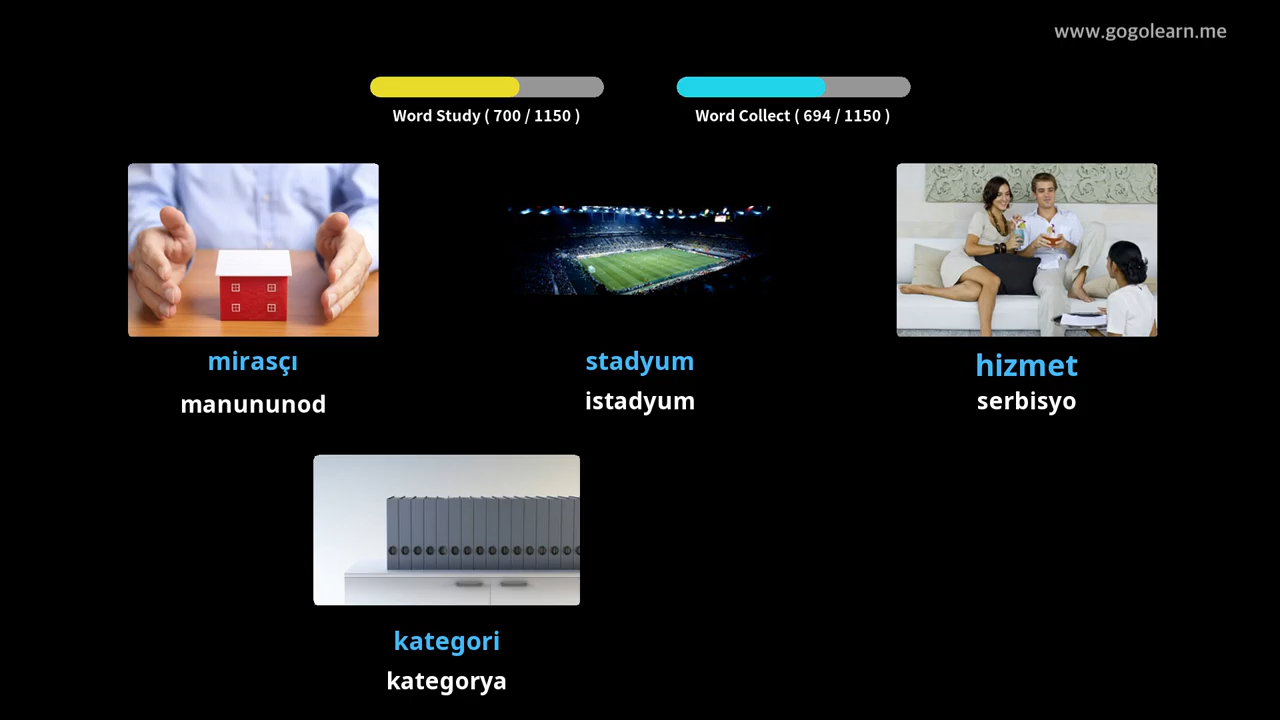 www.gogolearn.me
Word Study ( 700 / 1150 )
Word Collect ( 694 / 1150 )
mirasçı
manununod
stadyum
istadyum
hizmet
serbisyo
kategori
kategorya